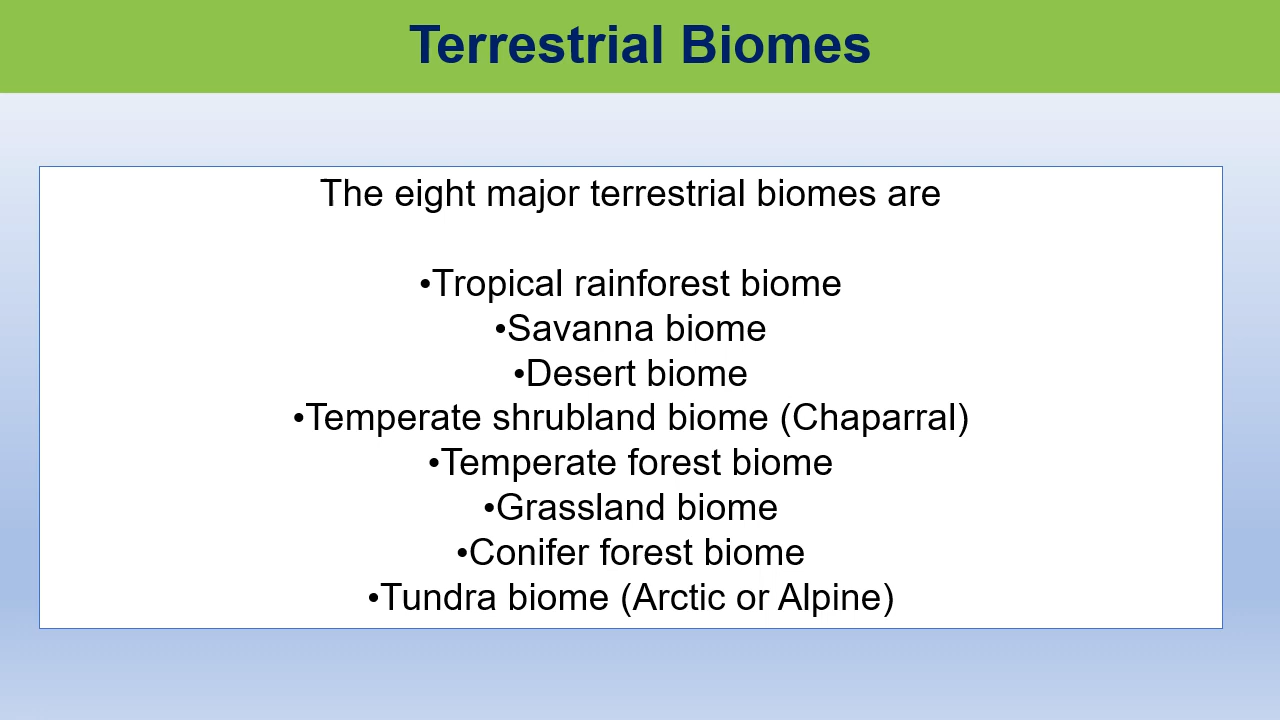 Terrestrial Biomes
The eight major terrestrial biomes are
•Tropical rainforest biome
•Savanna biome
•Desert biome
•Temperate shrubland biome (Chaparral)
•Temperate forest biome
•Grassland biome
•Conifer forest biome
•Tundra biome (Arctic or Alpine)